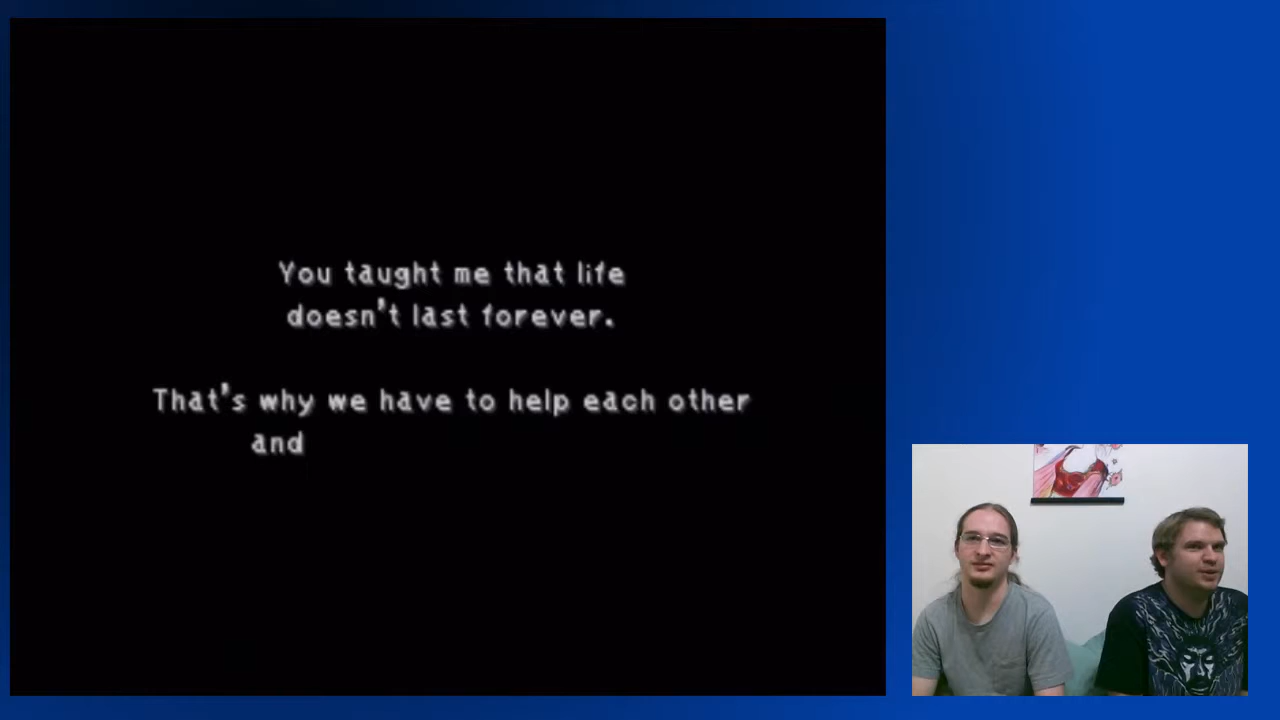 You taught me that life
doesn't last forever.
That's why we have to help each other
and